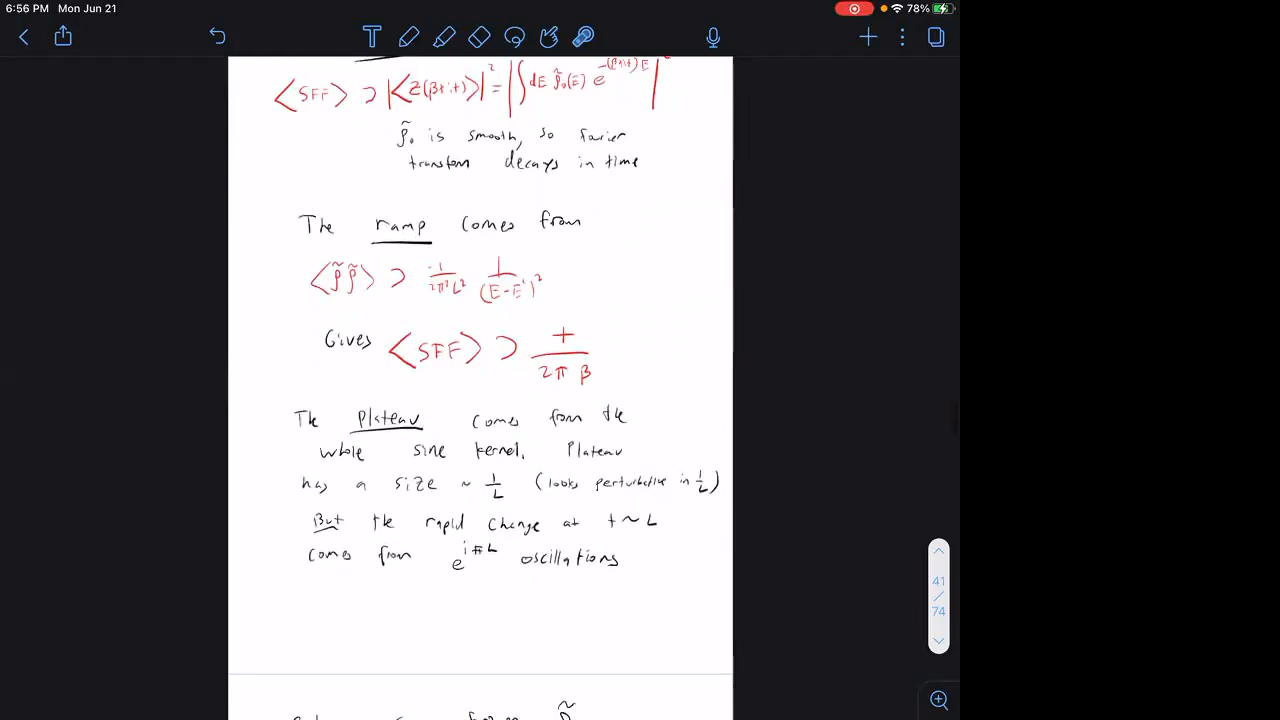 6:56 PM Mon Jun 21
78%
⟨SFF⟩ ⊃ |⟨Z(β+it)⟩|² = |∫dE ρ̃₀(E) e^{-(β+it)E}|²
ρ̃₀ is smooth, so fourier
transform decays in time
The ramp comes from
⟨ρ̃ρ̃⟩ ⊃ -1/(2π²L²) 1/(E-E')²
Gives ⟨SFF⟩ ⊃ t/(2πβ)
The Plateau comes from the
whole sine kernel. Plateau
has a size ~ 1/L (looks perturbative in 1/L)
But the rapid change at t~L
comes from e^{i#L} oscillations
41
/
74